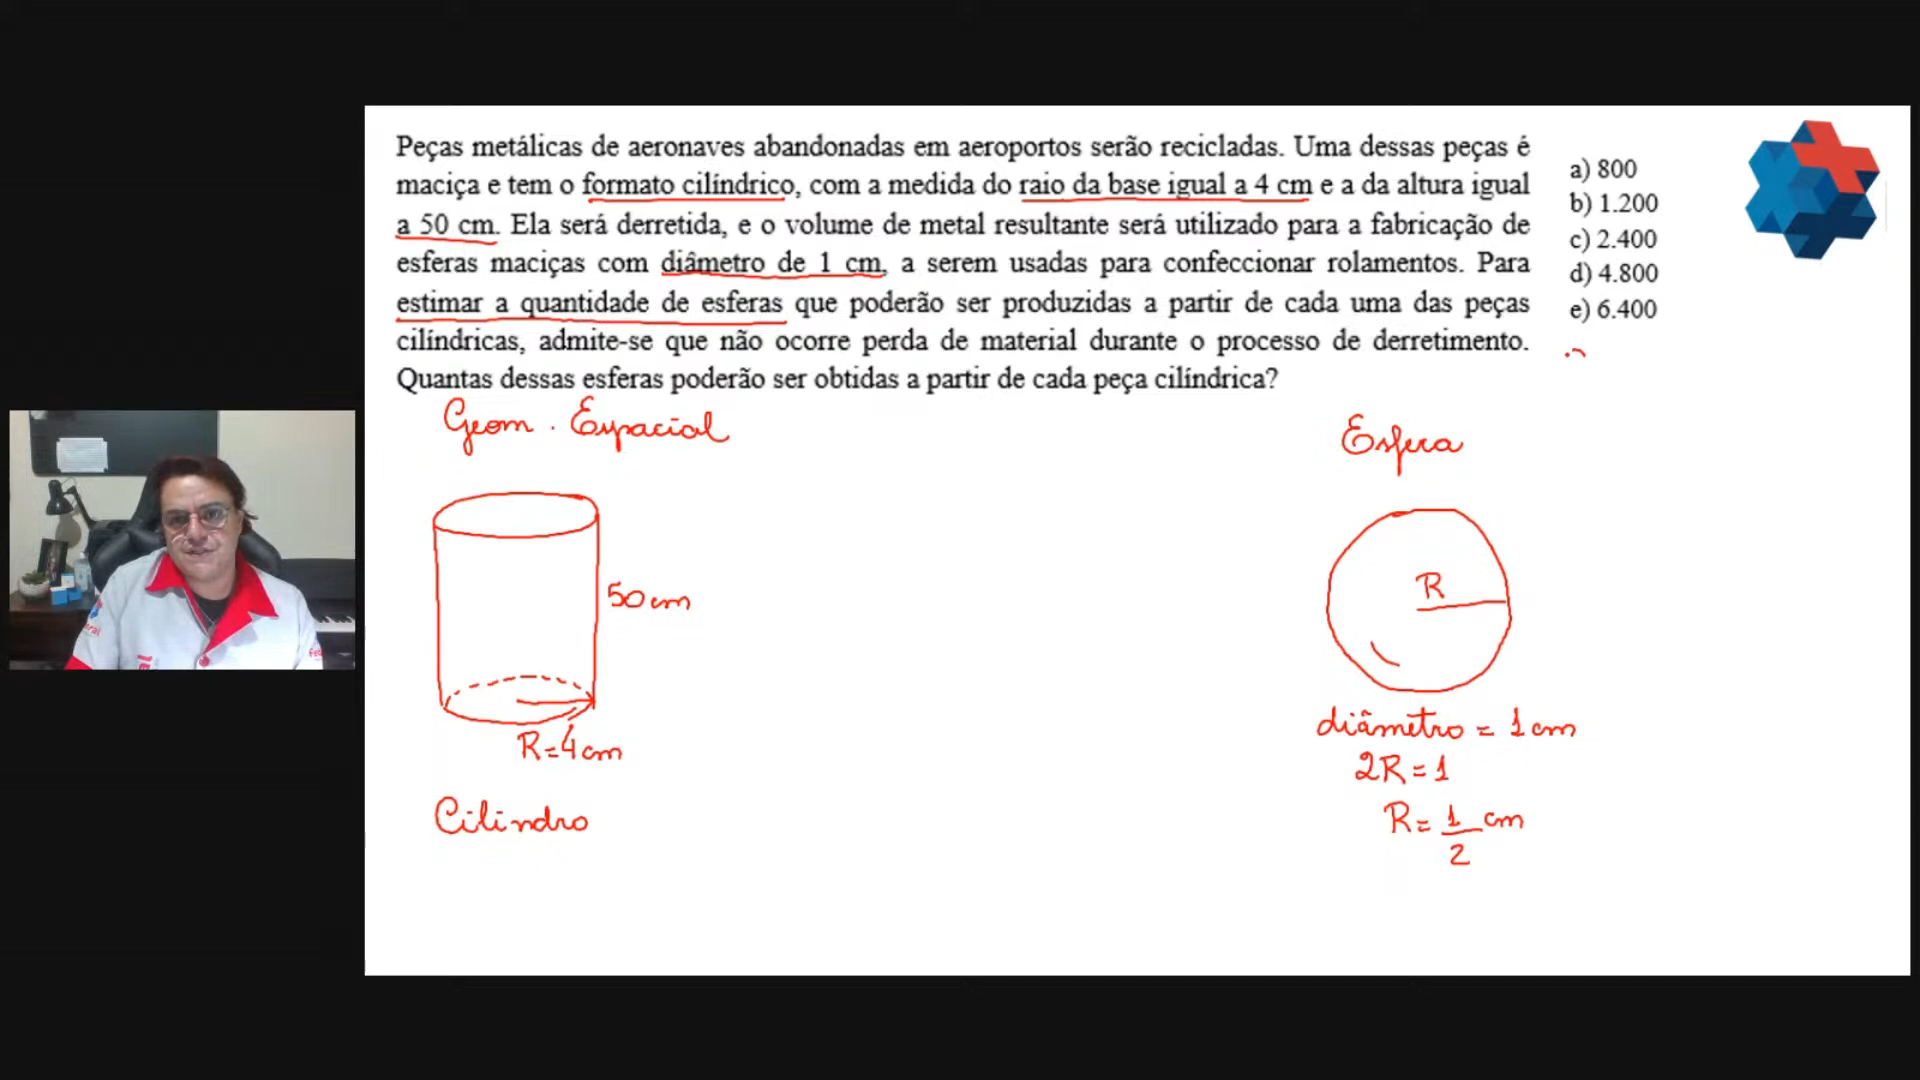 Peças metálicas de aeronaves abandonadas em aeroportos serão recicladas. Uma dessas peças é
maciça e tem o formato cilíndrico, com a medida do raio da base igual a 4 cm e a da altura igual
a 50 cm. Ela será derretida, e o volume de metal resultante será utilizado para a fabricação de
esferas maciças com diâmetro de 1 cm, a serem usadas para confeccionar rolamentos. Para
estimar a quantidade de esferas que poderão ser produzidas a partir de cada uma das peças
cilíndricas, admite-se que não ocorre perda de material durante o processo de derretimento.
Quantas dessas esferas poderão ser obtidas a partir de cada peça cilíndrica?
a) 800
b) 1.200
c) 2.400
d) 4.800
e) 6.400
Geom. Espacial
50cm
R=4cm
Cilindro
Esfera
R
diâmetro = 1cm
2R=1
R=1/2 cm